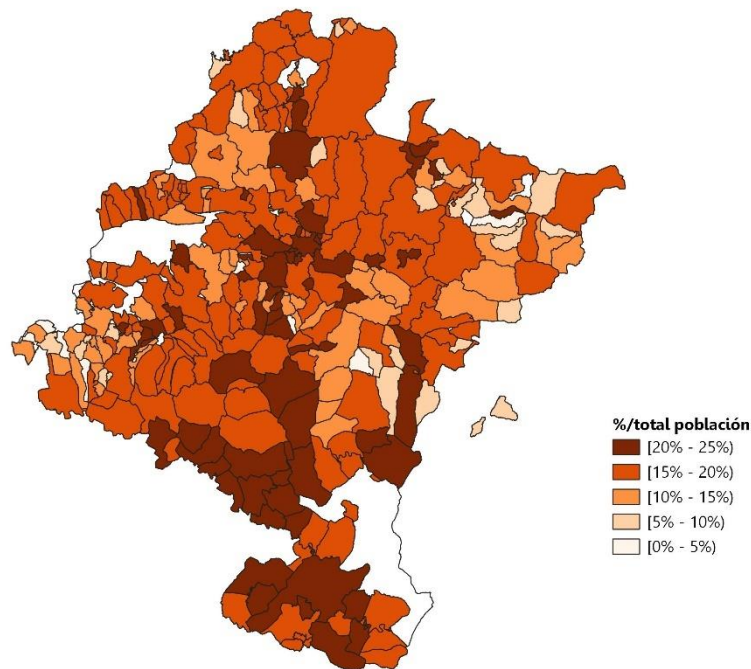 %/total población
[20% - 25%)
[15% - 20%)
[10% - 15%)
[5% - 10%)
[0% - 5%)